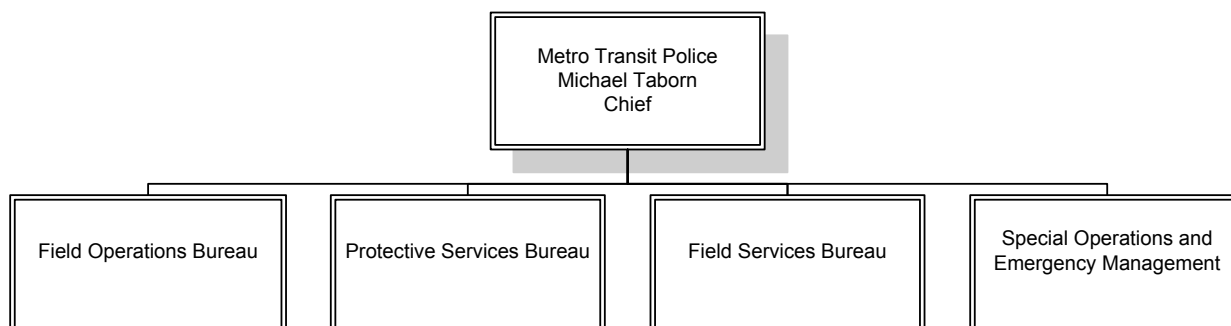 Metro Transit Police
Michael Taborn
Chief
Field Operations Bureau
Protective Services Bureau
Field Services Bureau
Special Operations and
Emergency Management